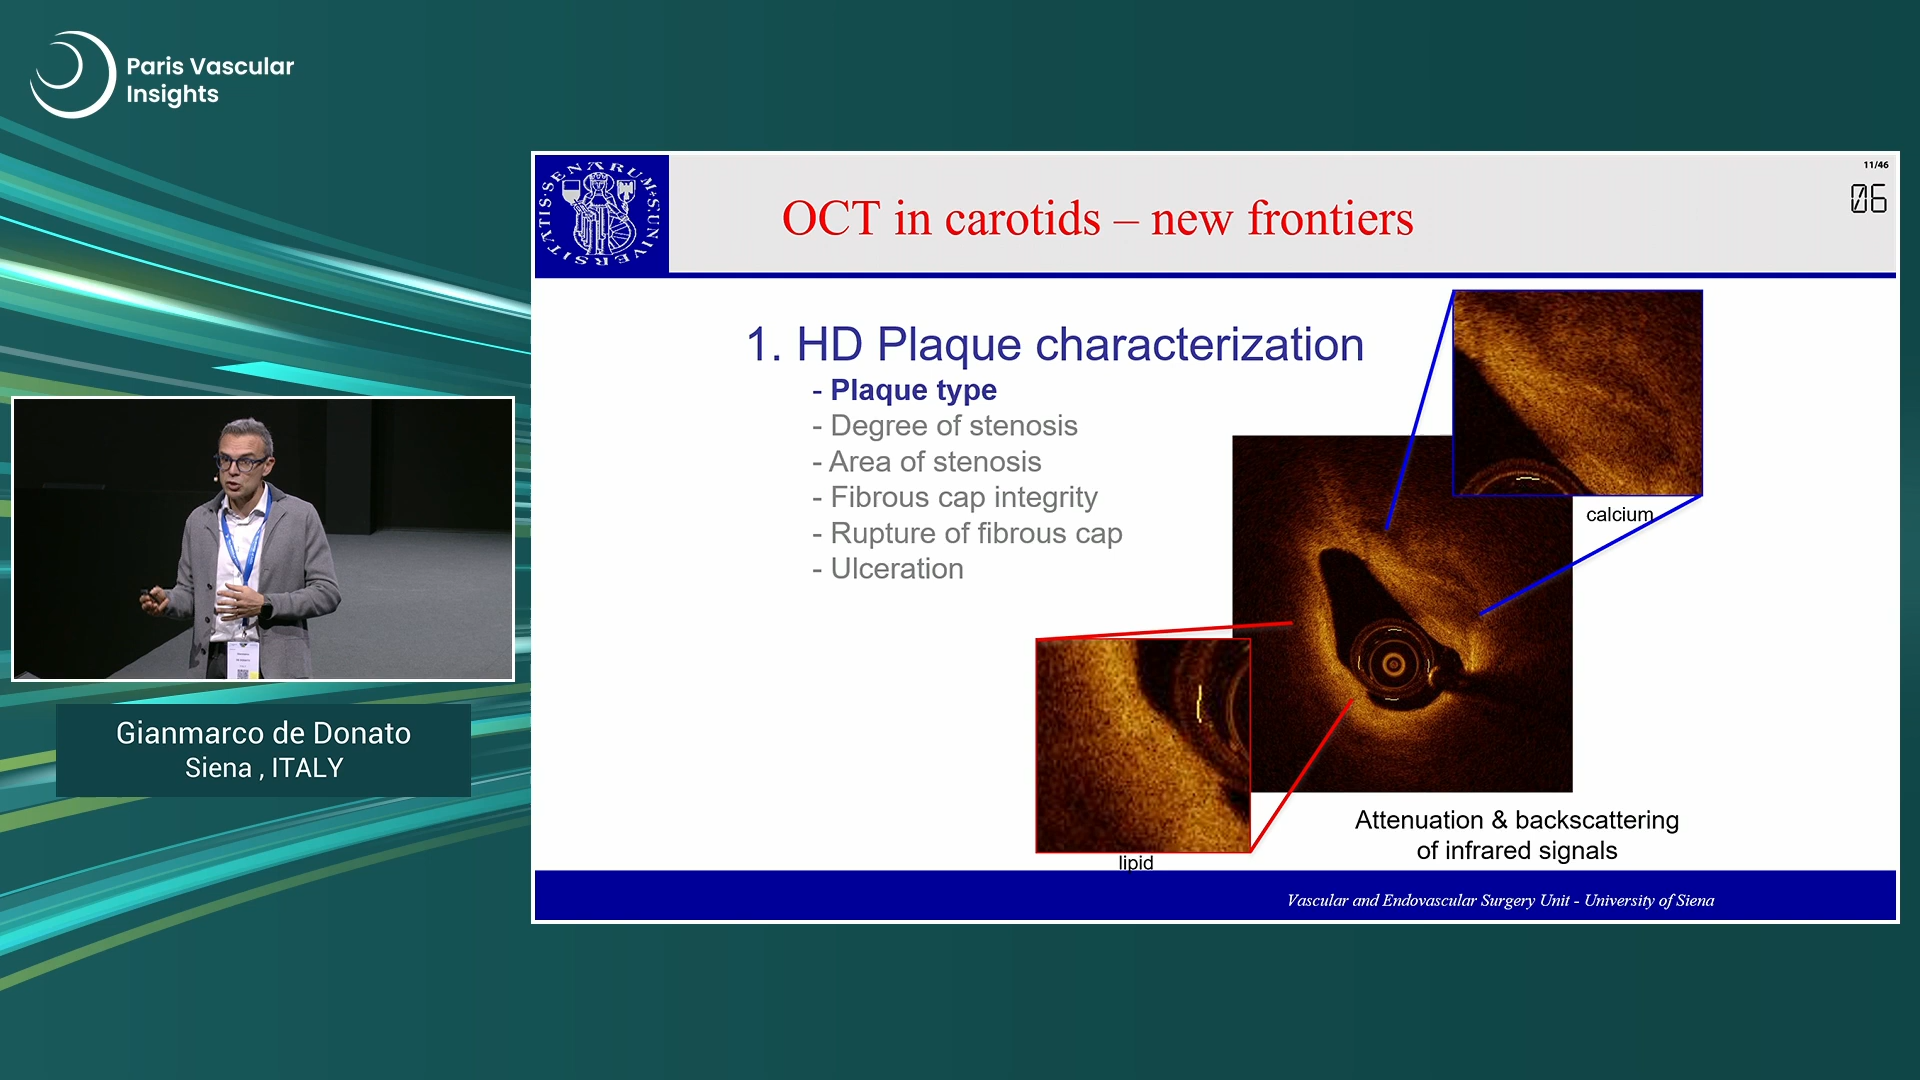 Paris Vascular
Insights
SENARUM UNIVERSITATIS
11/46
06
OCT in carotids – new frontiers
1. HD Plaque characterization
- Plaque type
- Degree of stenosis
- Area of stenosis
- Fibrous cap integrity
- Rupture of fibrous cap
- Ulceration
calcium
lipid
Attenuation & backscattering
of infrared signals
Vascular and Endovascular Surgery Unit - University of Siena
Gianmarco de Donato
Siena , ITALY